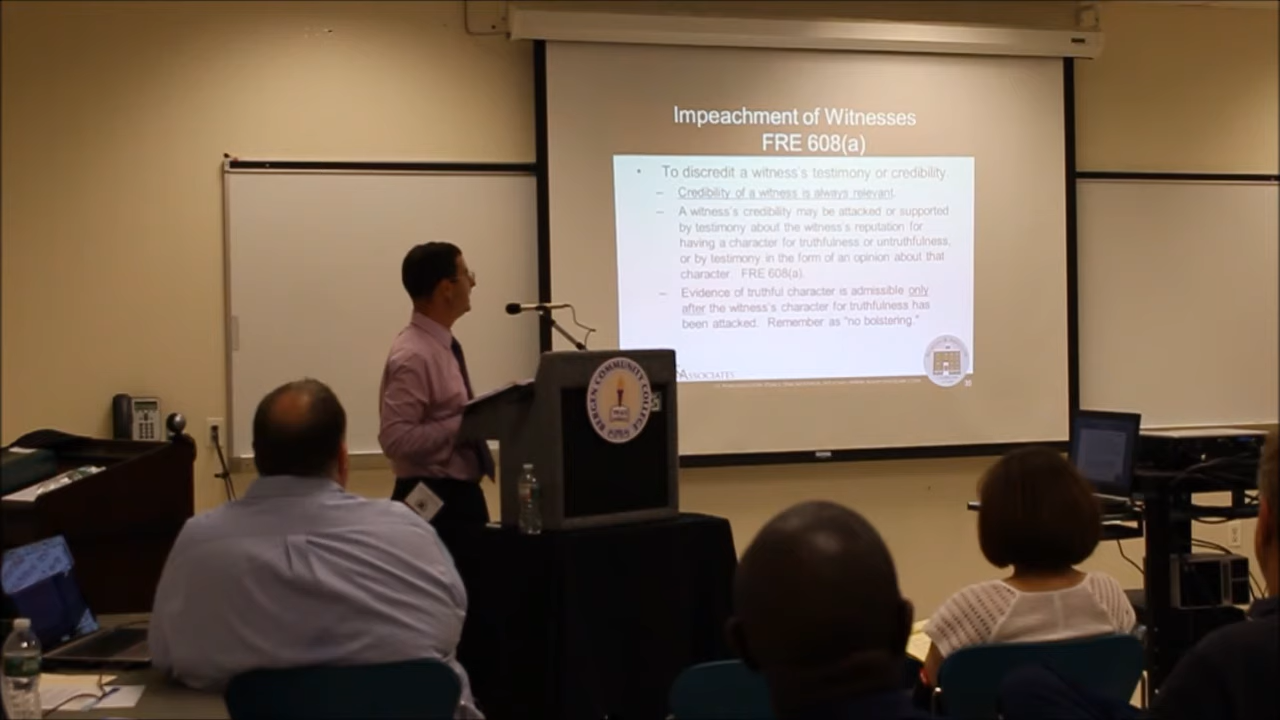 Impeachment of Witnesses
FRE 608(a)
• To discredit a witness's testimony or credibility.
– Credibility of a witness is always relevant.
– A witness's credibility may be attacked or supported
by testimony about the witness's reputation for
having a character for truthfulness or untruthfulness,
or by testimony in the form of an opinion about that
character. FRE 608(a).
– Evidence of truthful character is admissible only
after the witness's character for truthfulness has
been attacked. Remember as "no bolstering."
ASSOCIATES
BERGEN COMMUNITY COLLEGE